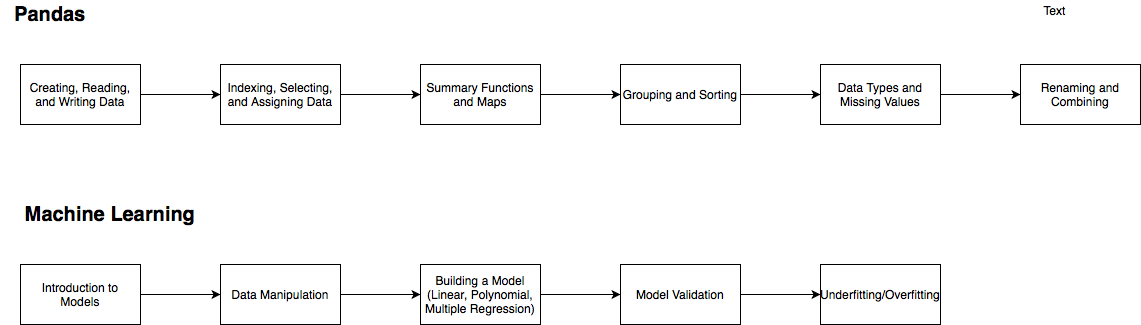 Pandas
Text
Creating, Reading,
and Writing Data
Indexing, Selecting,
and Assigning Data
Summary Functions
and Maps
Grouping and Sorting
Data Types and
Missing Values
Renaming and
Combining
Machine Learning
Introduction to
Models
Data Manipulation
Building a Model
(Linear, Polynomial,
Multiple Regression)
Model Validation
Underfitting/Overfitting